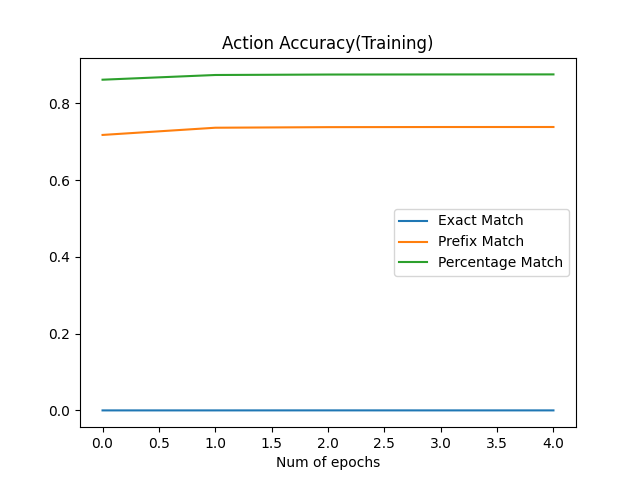 Action Accuracy(Training)
0.8
0.6
0.4
0.2
0.0
Exact Match
Prefix Match
Percentage Match
0.0 0.5 1.0 1.5 2.0 2.5 3.0 3.5 4.0
Num of epochs